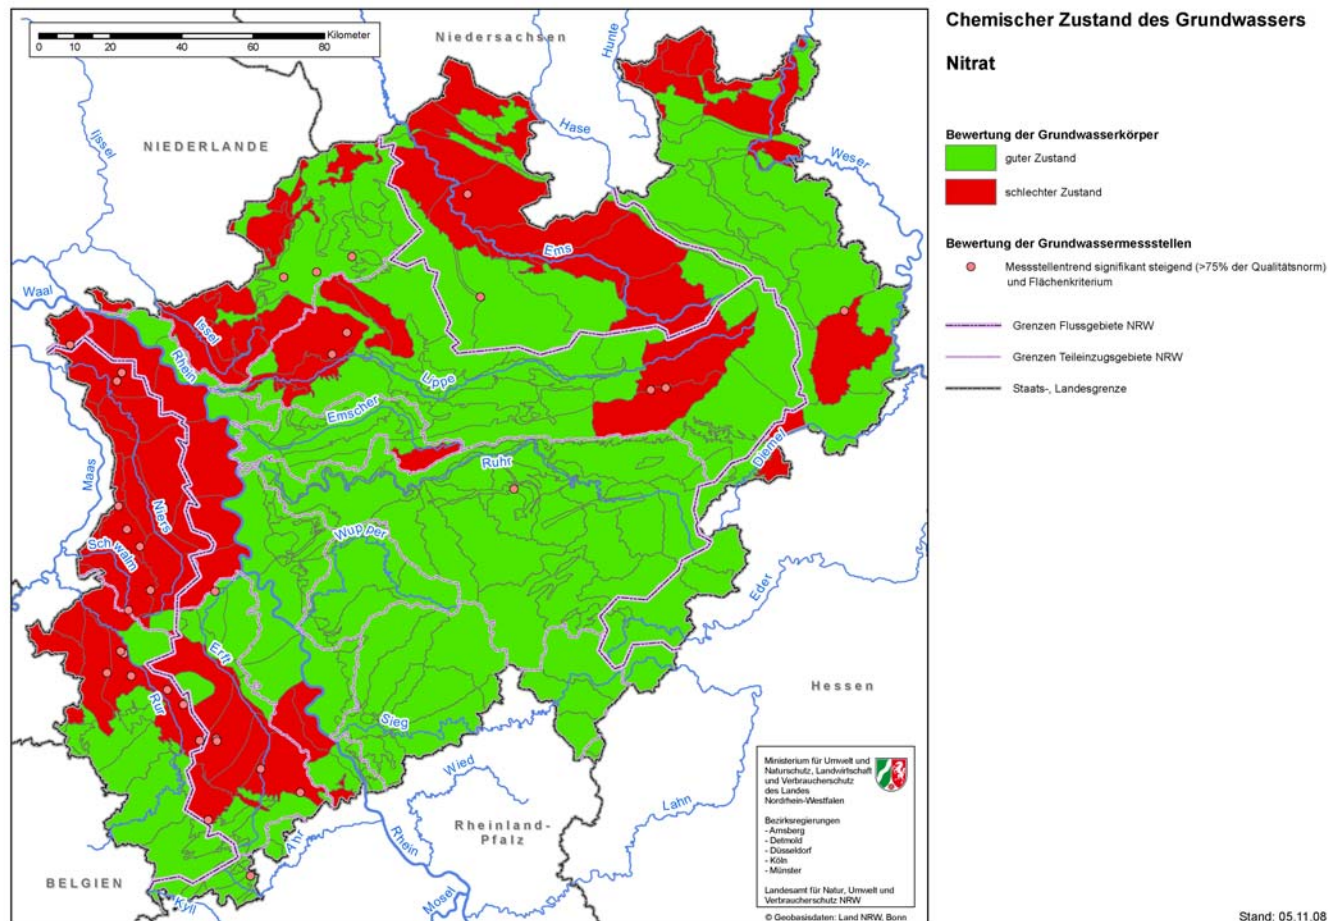 Chemischer Zustand des Grundwassers
Nitrat
Bewertung der Grundwasserkörper
guter Zustand
schlechter Zustand
Bewertung der Grundwassermessstellen
Messstellentrend signifikant steigend (>75% der Qualitätsnorm)
und Flächenkriterium
Grenzen Flussgebiete NRW
Grenzen Teileinzugsgebiete NRW
Staats-, Landesgrenze
Kilometer
0 5 10 20 40 60 80
Niedersachsen
Hunte
Ijssel
NIEDERLANDE
Hase
Weser
Ems
Waal
Issel
Rhein
Lippe
Emscher
Diemel
Maas
Niers
Ruhr
Schwalm
Wupper
Eder
Erft
Hessen
Rur
Sieg
Wied
Lahn
Rheinland-
Pfalz
Rhein
Ahr
BELGIEN
Kyll
Mosel
Ministerium für Umwelt und
Naturschutz, Landwirtschaft
und Verbraucherschutz
des Landes
Nordrhein-Westfalen
Bezirksregierungen
- Arnsberg
- Detmold
- Düsseldorf
- Köln
- Münster
Landesamt für Natur, Umwelt und
Verbraucherschutz NRW
© Geobasisdaten: Land NRW, Bonn
Stand: 05.11.08